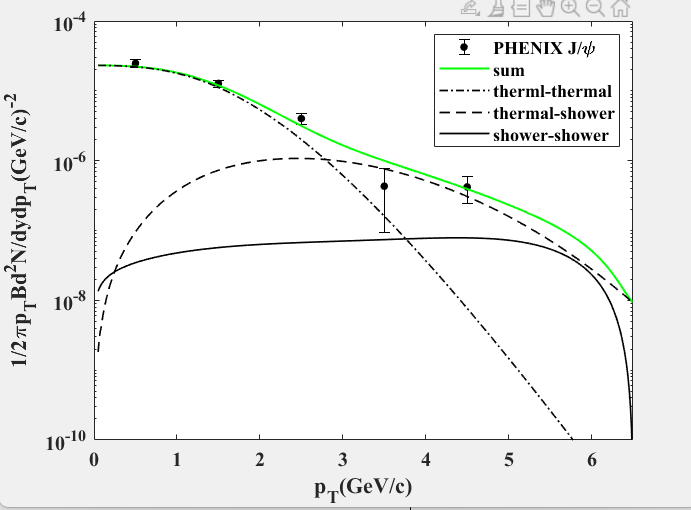 10^-4
10^-6
10^-8
10^-10
1/2πp_TBd^2N/dydp_T(GeV/c)^-2
PHENIX J/ψ
sum
therml-thermal
thermal-shower
shower-shower
0 1 2 3 4 5 6
p_T(GeV/c)